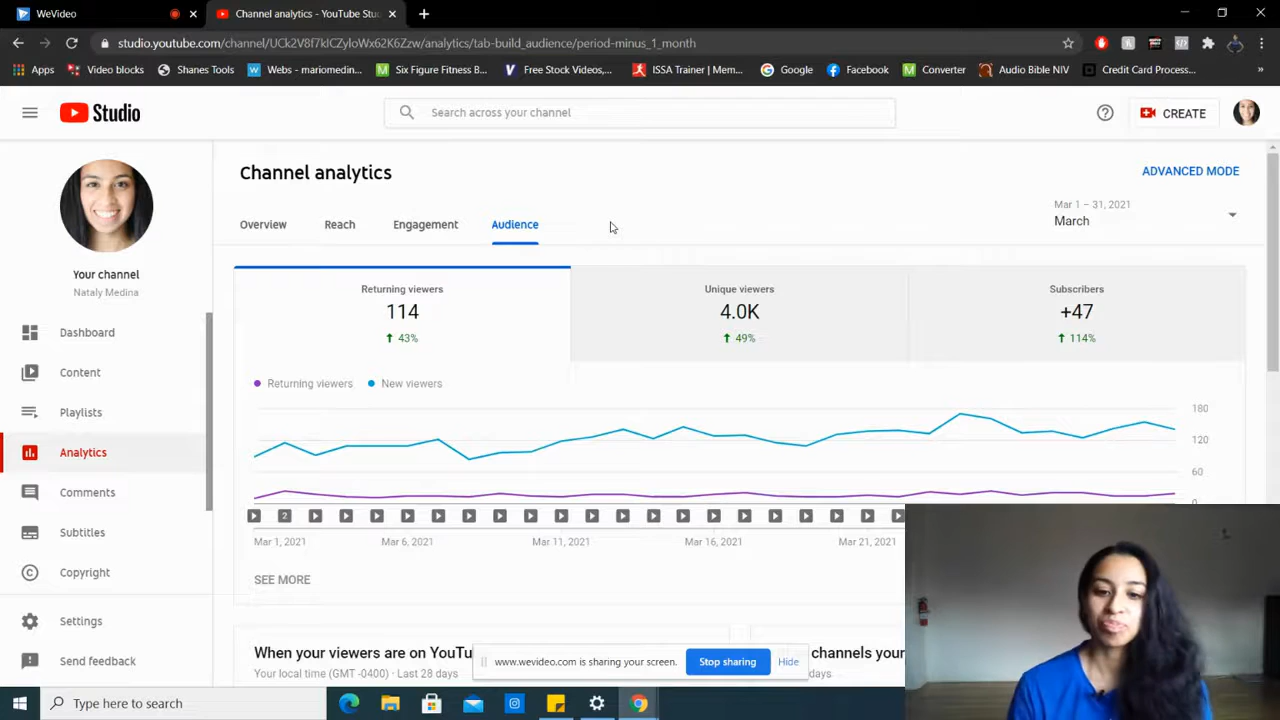 WeVideo
Channel analytics - YouTube Stu
studio.youtube.com/channel/UCk2V8f7kICZyloWx62K6Zzw/analytics/tab-build_audience/period-minus_1_month
Apps
Video blocks
Shanes Tools
Webs - mariomedin...
Six Figure Fitness B...
Free Stock Videos,...
ISSA Trainer | Mem...
Google
Facebook
Converter
Audio Bible NIV
Credit Card Process...
Studio
Search across your channel
CREATE
Your channel
Nataly Medina
Dashboard
Content
Playlists
Analytics
Comments
Subtitles
Copyright
Settings
Send feedback
Channel analytics
ADVANCED MODE
Overview
Reach
Engagement
Audience
Mar 1 – 31, 2021
March
Returning viewers
114
43%
Unique viewers
4.0K
49%
Subscribers
+47
114%
Returning viewers
New viewers
180
120
60
0
2
Mar 1, 2021
Mar 6, 2021
Mar 11, 2021
Mar 16, 2021
Mar 21, 2021
SEE MORE
When your viewers are on YouTu
Your local time (GMT -0400) · Last 28 days
channels your
days
www.wevideo.com is sharing your screen.
Stop sharing
Hide
Type here to search